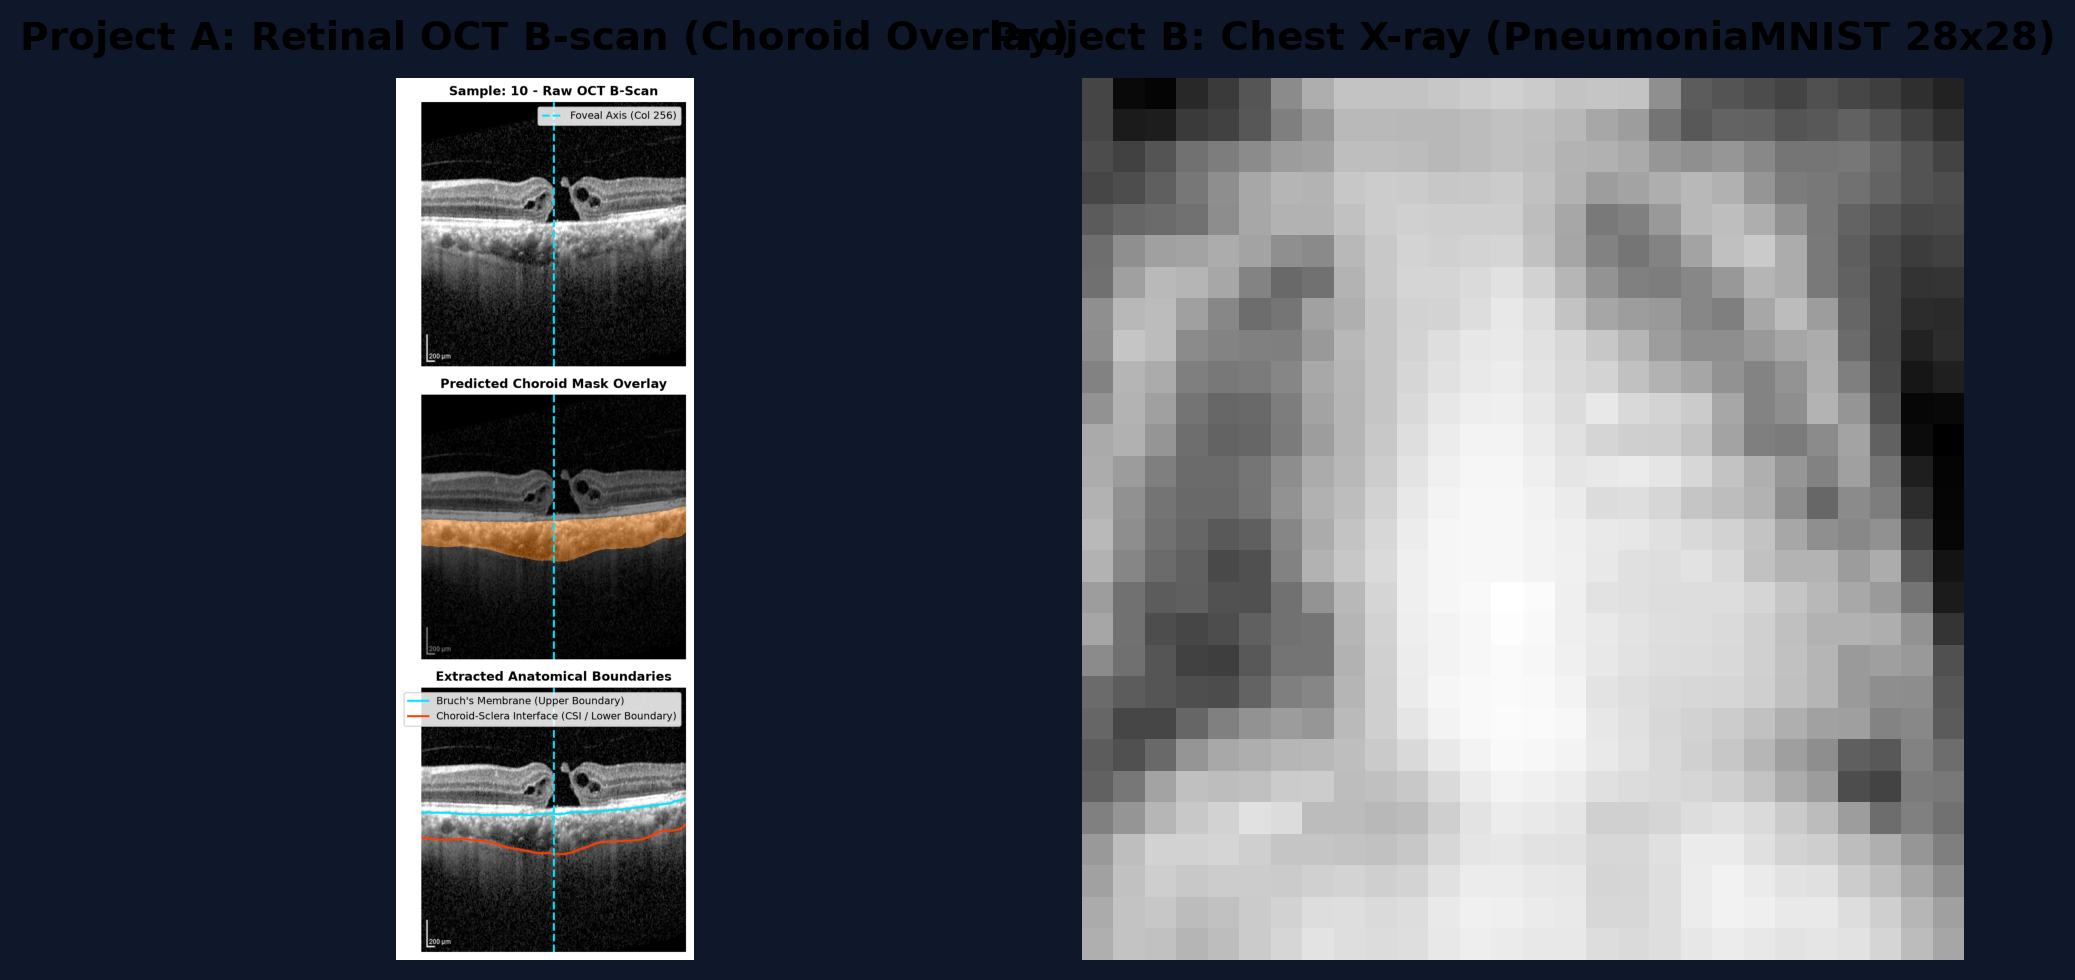 Project A: Retinal OCT B-scan (Choroid Overlay)
Project B: Chest X-ray (PneumoniaMNIST 28x28)
Sample: 10 - Raw OCT B-Scan
Foveal Axis (Col 256)
200 µm
Predicted Choroid Mask Overlay
200 µm
Extracted Anatomical Boundaries
Bruch's Membrane (Upper Boundary)
Choroid-Sclera Interface (CSI / Lower Boundary)
200 µm